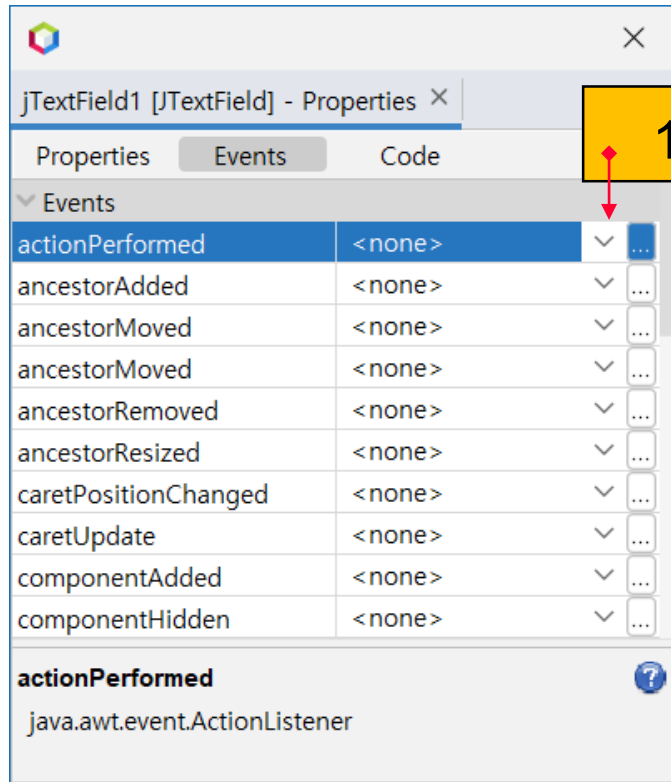 jTextField1 [JTextField] - Properties
1
Properties Events Code
Events
actionPerformed <none> ...
ancestorAdded <none> ...
ancestorMoved <none> ...
ancestorMoved <none> ...
ancestorRemoved <none> ...
ancestorResized <none> ...
caretPositionChanged <none> ...
caretUpdate <none> ...
componentAdded <none> ...
componentHidden <none> ...
actionPerformed ?
java.awt.event.ActionListener